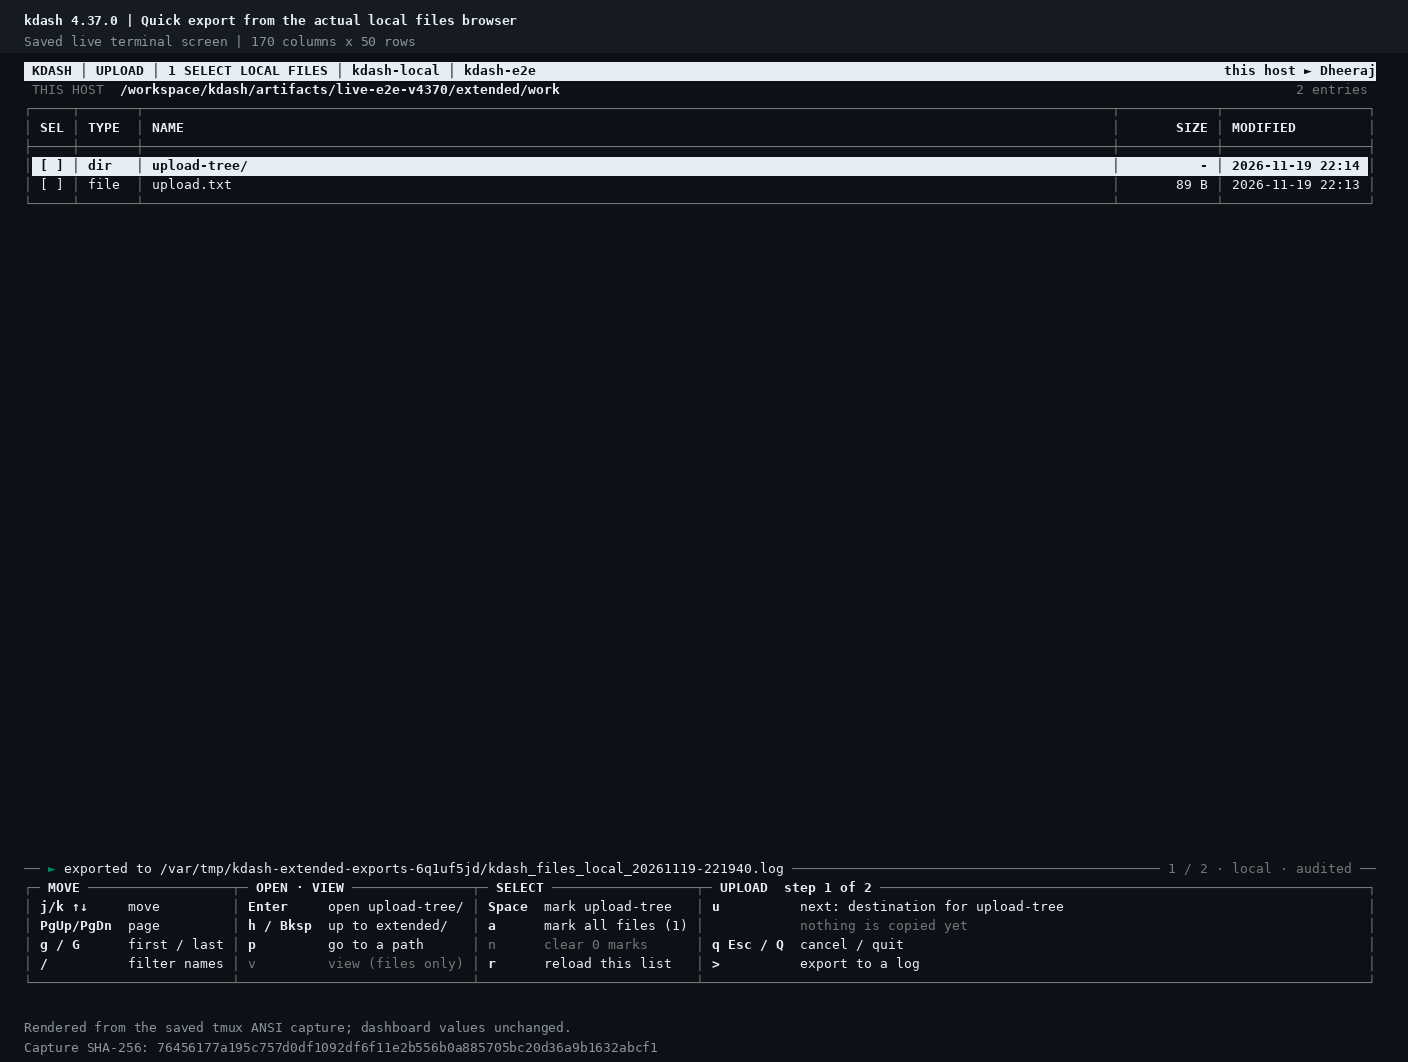 kdash 4.37.0 | Quick export from the actual local files browser
Saved live terminal screen | 170 columns x 50 rows
KDASH │ UPLOAD │ 1 SELECT LOCAL FILES │ kdash-local │ kdash-e2e this host ► Dheeraj
THIS HOST /workspace/kdash/artifacts/live-e2e-v4370/extended/work 2 entries
│ SEL │ TYPE │ NAME │ SIZE │ MODIFIED │
│ [ ] │ dir │ upload-tree/ │ - │ 2026-11-19 22:14 │
│ [ ] │ file │ upload.txt │ 89 B │ 2026-11-19 22:13 │
► exported to /var/tmp/kdash-extended-exports-6q1uf5jd/kdash_files_local_20261119-221940.log 1 / 2 · local · audited
MOVE OPEN · VIEW SELECT UPLOAD step 1 of 2
│ j/k ↑↓ move │ Enter open upload-tree/ │ Space mark upload-tree │ u next: destination for upload-tree │
│ PgUp/PgDn page │ h / Bksp up to extended/ │ a mark all files (1) │ nothing is copied yet │
│ g / G first / last │ p go to a path │ n clear 0 marks │ q Esc / Q cancel / quit │
│ / filter names │ v view (files only) │ r reload this list │ > export to a log │
Rendered from the saved tmux ANSI capture; dashboard values unchanged.
Capture SHA-256: 76456177a195c757d0df1092df6f11e2b556b0a885705bc20d36a9b1632abcf1